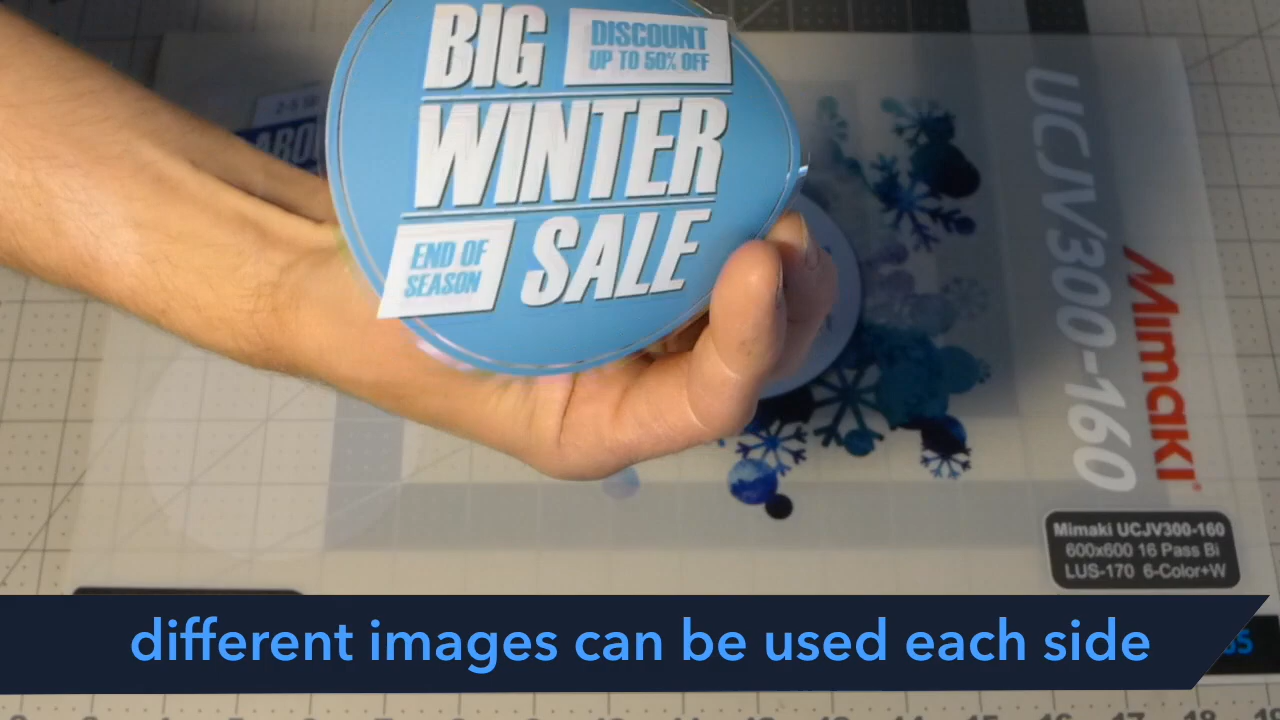 BIG
DISCOUNT
UP TO 50% OFF
WINTER
END OF
SEASON
SALE
UCJV300-160
Mimaki
Mimaki UCJV300-160
600x600 16 Pass Bi
LUS-170 6-Color+W
different images can be used each side